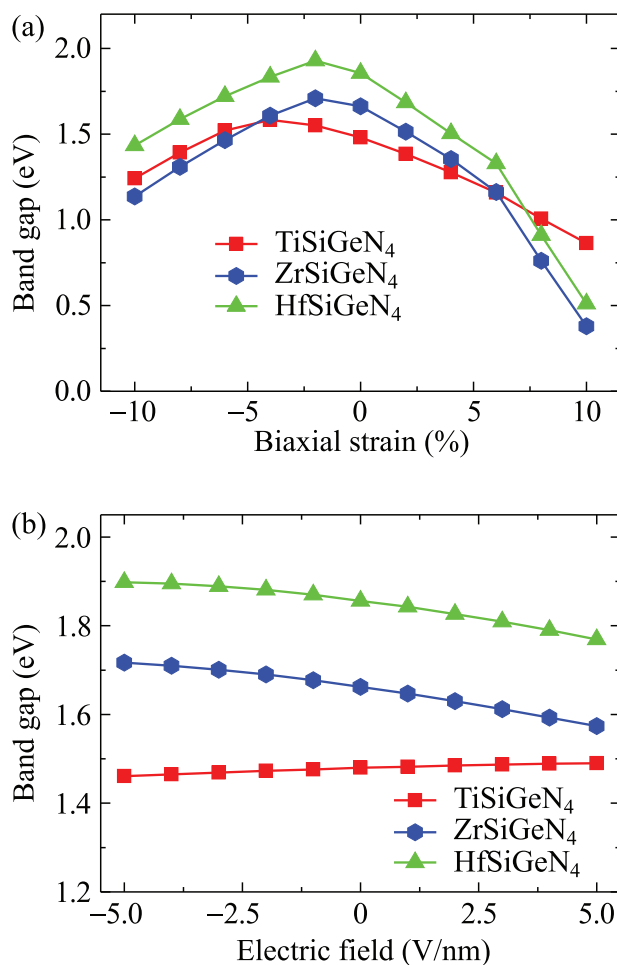 (a)
2.0
1.5
1.0
0.5
0.0
Band gap (eV)
TiSiGeN₄
ZrSiGeN₄
HfSiGeN₄
−10
−5
0
5
10
Biaxial strain (%)
(b)
2.0
1.8
1.6
1.4
1.2
Band gap (eV)
TiSiGeN₄
ZrSiGeN₄
HfSiGeN₄
−5.0
−2.5
0
2.5
5.0
Electric field (V/nm)